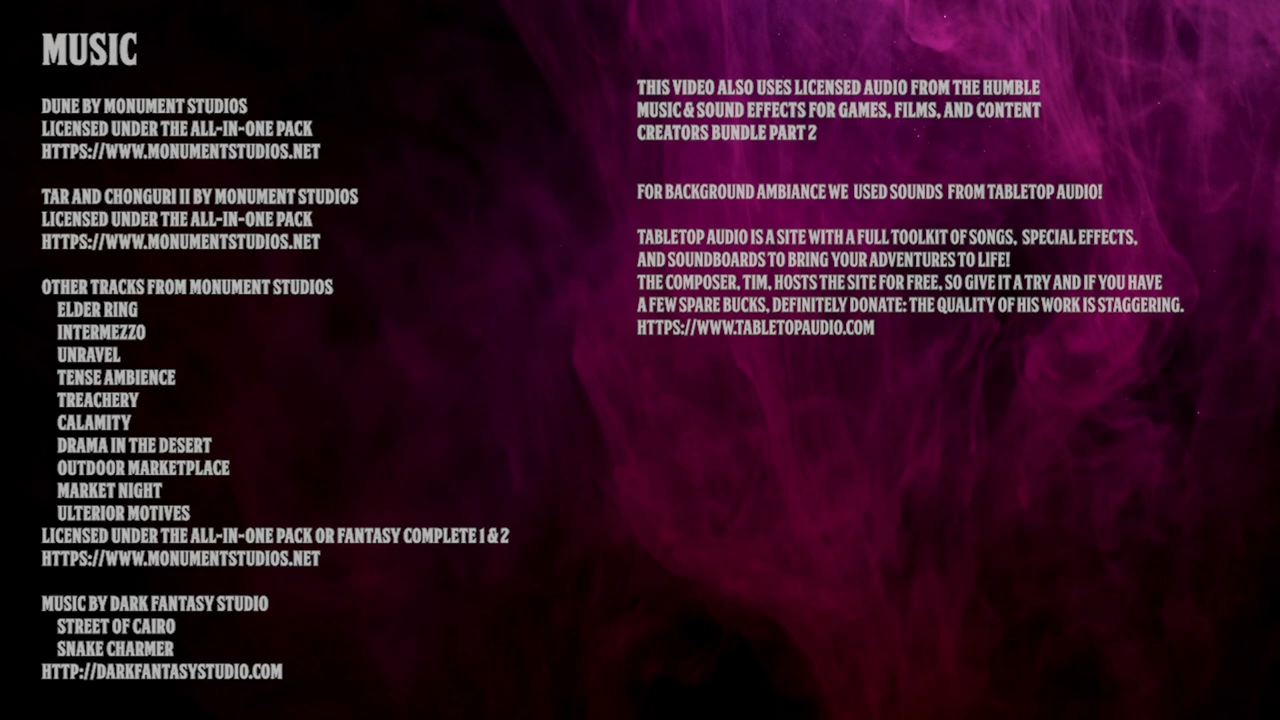 MUSIC
DUNE BY MONUMENT STUDIOS
LICENSED UNDER THE ALL-IN-ONE PACK
HTTPS://WWW.MONUMENTSTUDIOS.NET
TAR AND CHONGURI II BY MONUMENT STUDIOS
LICENSED UNDER THE ALL-IN-ONE PACK
HTTPS://WWW.MONUMENTSTUDIOS.NET
OTHER TRACKS FROM MONUMENT STUDIOS
ELDER RING
INTERMEZZO
UNRAVEL
TENSE AMBIENCE
TREACHERY
CALAMITY
DRAMA IN THE DESERT
OUTDOOR MARKETPLACE
MARKET NIGHT
ULTERIOR MOTIVES
LICENSED UNDER THE ALL-IN-ONE PACK OR FANTASY COMPLETE 1 & 2
HTTPS://WWW.MONUMENTSTUDIOS.NET
MUSIC BY DARK FANTASY STUDIO
STREET OF CAIRO
SNAKE CHARMER
HTTP://DARKFANTASYSTUDIO.COM
THIS VIDEO ALSO USES LICENSED AUDIO FROM THE HUMBLE
MUSIC & SOUND EFFECTS FOR GAMES, FILMS, AND CONTENT
CREATORS BUNDLE PART 2
FOR BACKGROUND AMBIANCE WE USED SOUNDS FROM TABLETOP AUDIO!
TABLETOP AUDIO IS A SITE WITH A FULL TOOLKIT OF SONGS, SPECIAL EFFECTS,
AND SOUNDBOARDS TO BRING YOUR ADVENTURES TO LIFE!
THE COMPOSER, TIM, HOSTS THE SITE FOR FREE, SO GIVE IT A TRY AND IF YOU HAVE
A FEW SPARE BUCKS, DEFINITELY DONATE: THE QUALITY OF HIS WORK IS STAGGERING.
HTTPS://WWW.TABLETOPAUDIO.COM